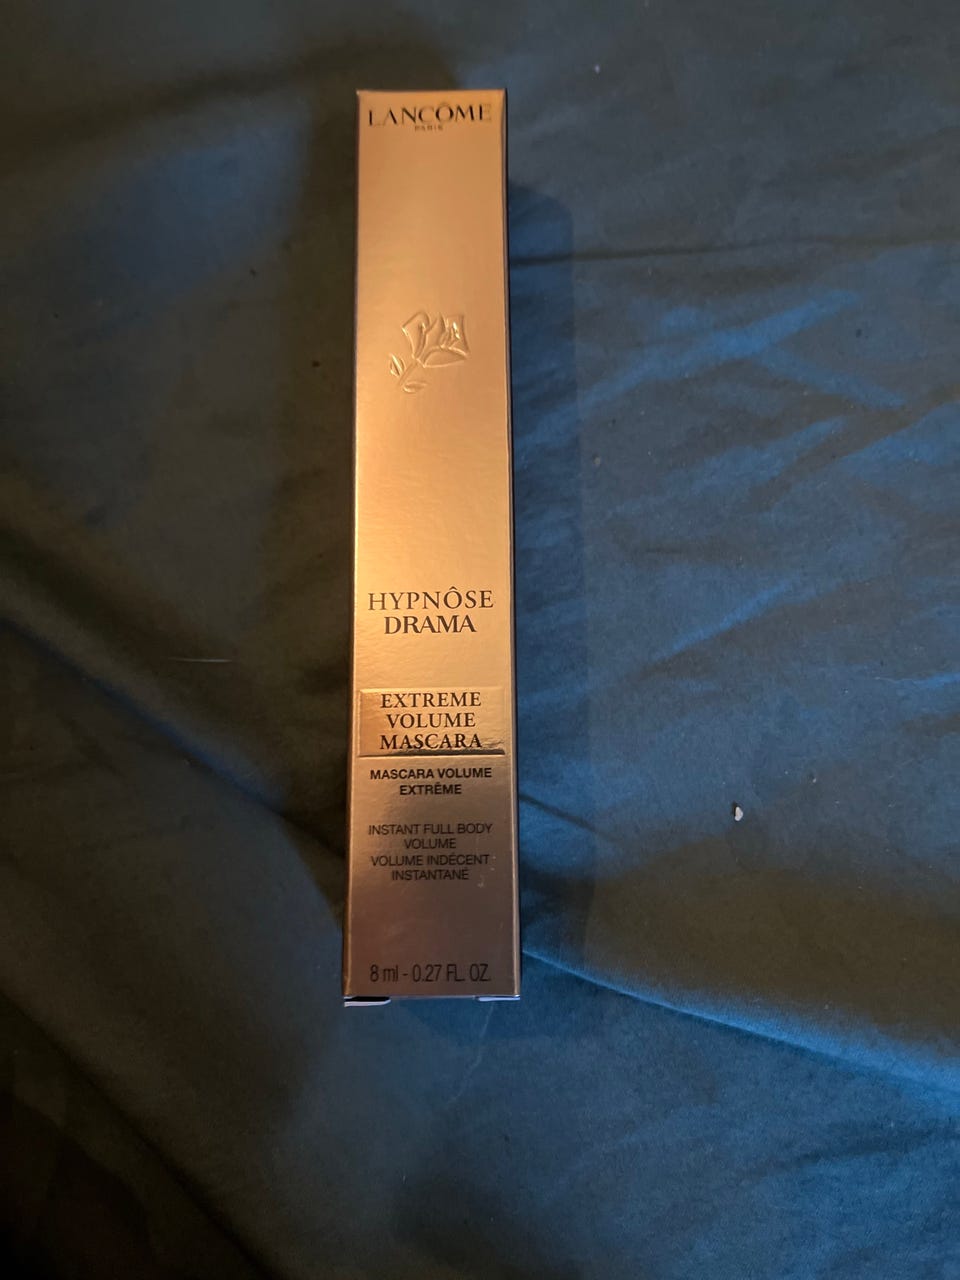 LANCÔME
PARIS
HYPNÔSE
DRAMA
EXTREME
VOLUME
MASCARA
MASCARA VOLUME
EXTRÊME
INSTANT FULL BODY
VOLUME
VOLUME INDÉCENT
INSTANTANÉ
8 ml - 0.27 FL. OZ.